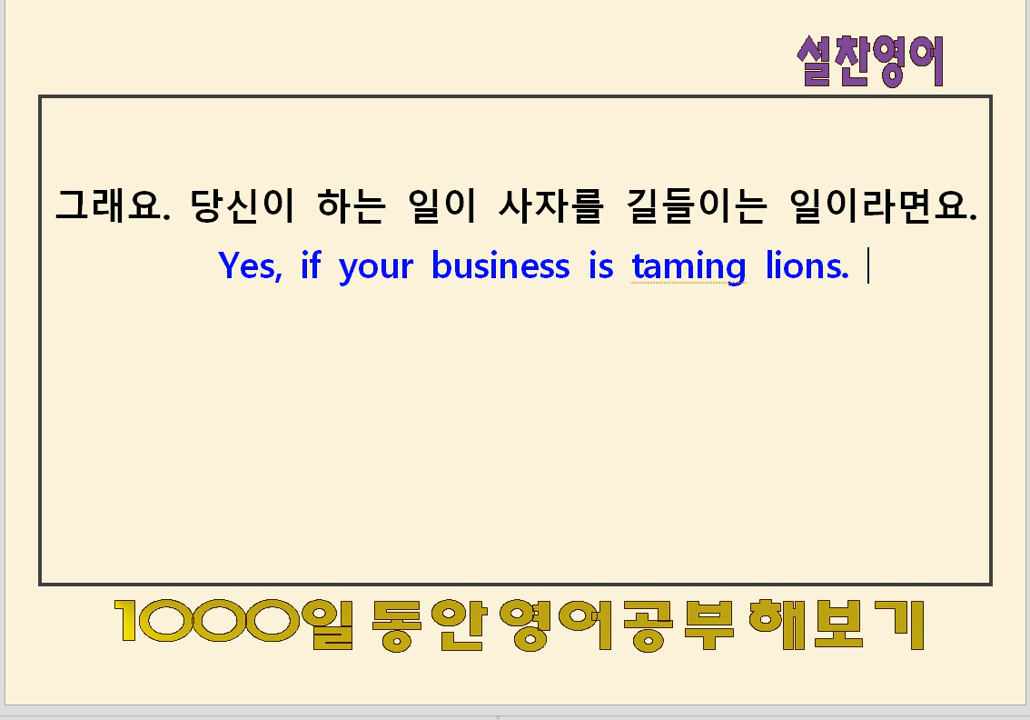 설찬영어
그래요. 당신이 하는 일이 사자를 길들이는 일이라면요.
Yes, if your business is taming lions.
1000일 동안 영어공부 해보기